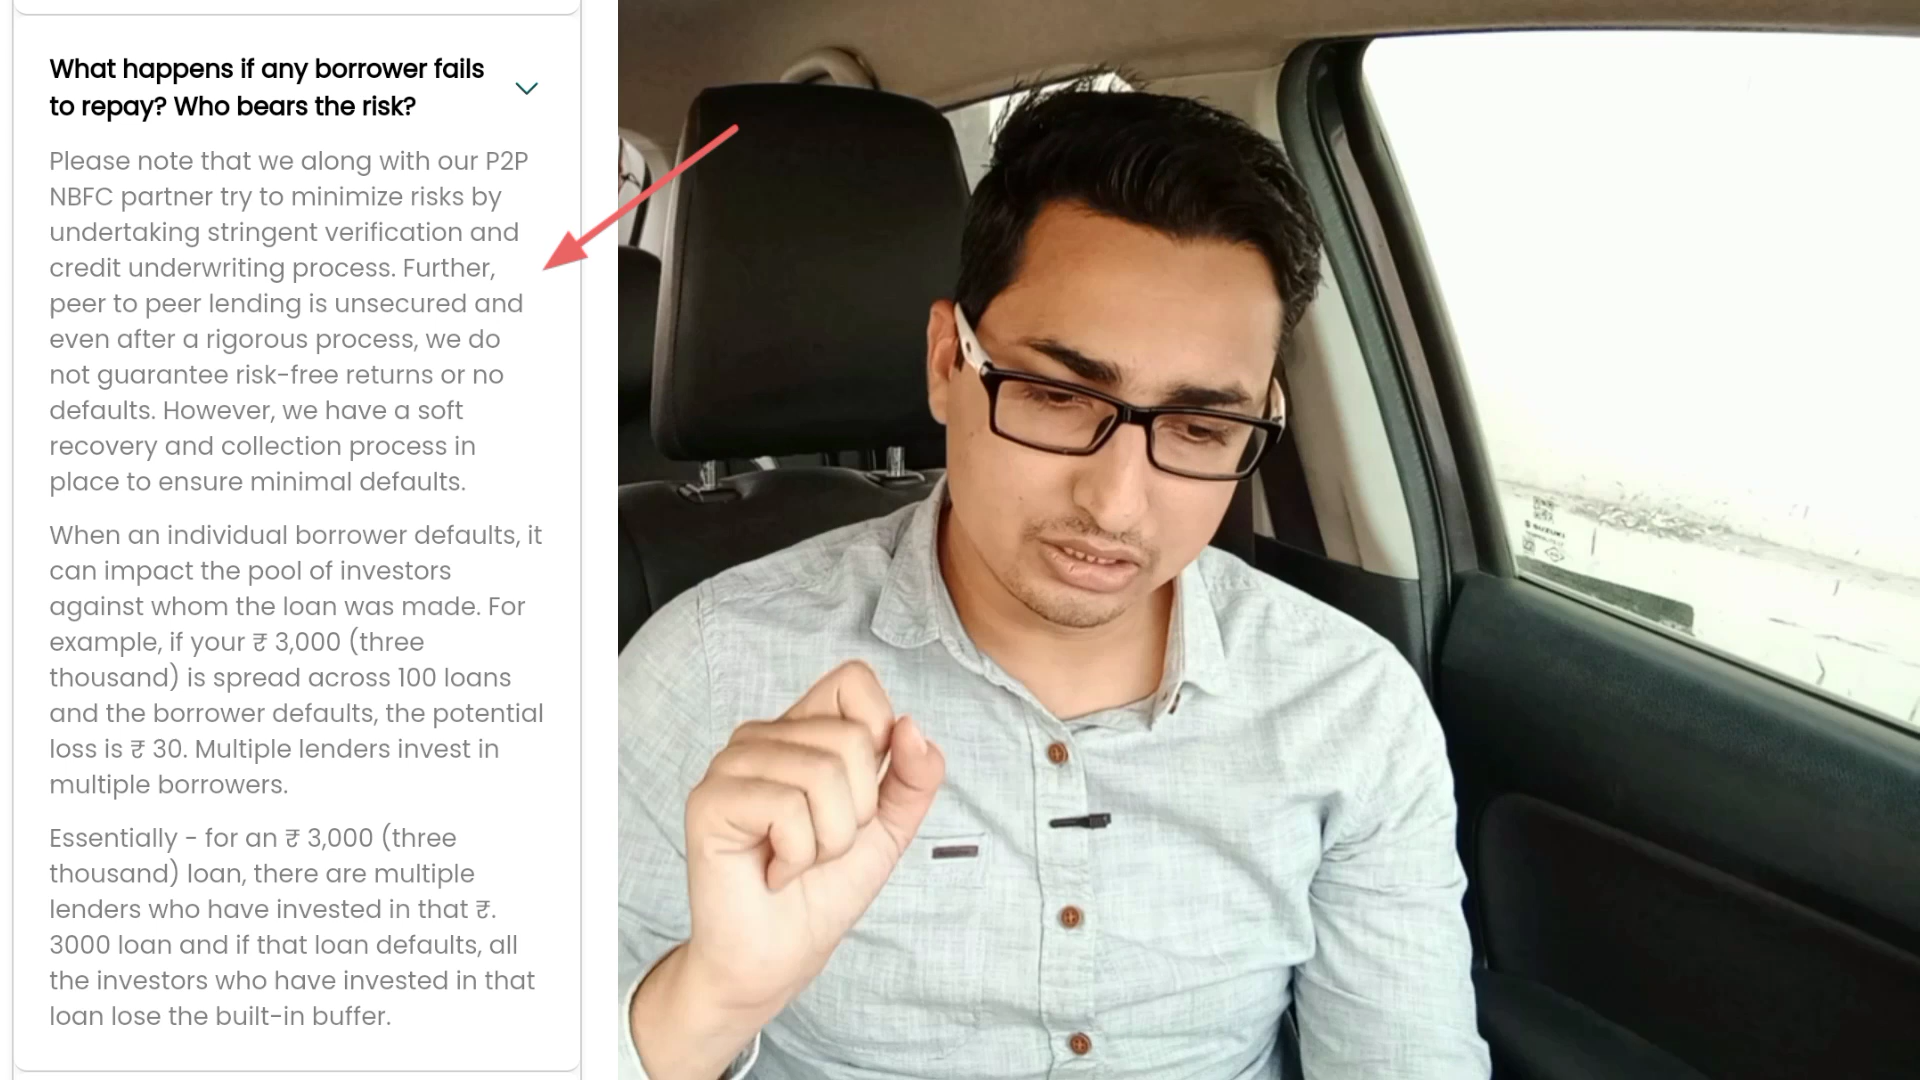 What happens if any borrower fails
to repay? Who bears the risk?
Please note that we along with our P2P
NBFC partner try to minimize risks by
undertaking stringent verification and
credit underwriting process. Further,
peer to peer lending is unsecured and
even after a rigorous process, we do
not guarantee risk-free returns or no
defaults. However, we have a soft
recovery and collection process in
place to ensure minimal defaults.
When an individual borrower defaults, it
can impact the pool of investors
against whom the loan was made. For
example, if your ₹ 3,000 (three
thousand) is spread across 100 loans
and the borrower defaults, the potential
loss is ₹ 30. Multiple lenders invest in
multiple borrowers.
Essentially - for an ₹ 3,000 (three
thousand) loan, there are multiple
lenders who have invested in that ₹.
3000 loan and if that loan defaults, all
the investors who have invested in that
loan lose the built-in buffer.